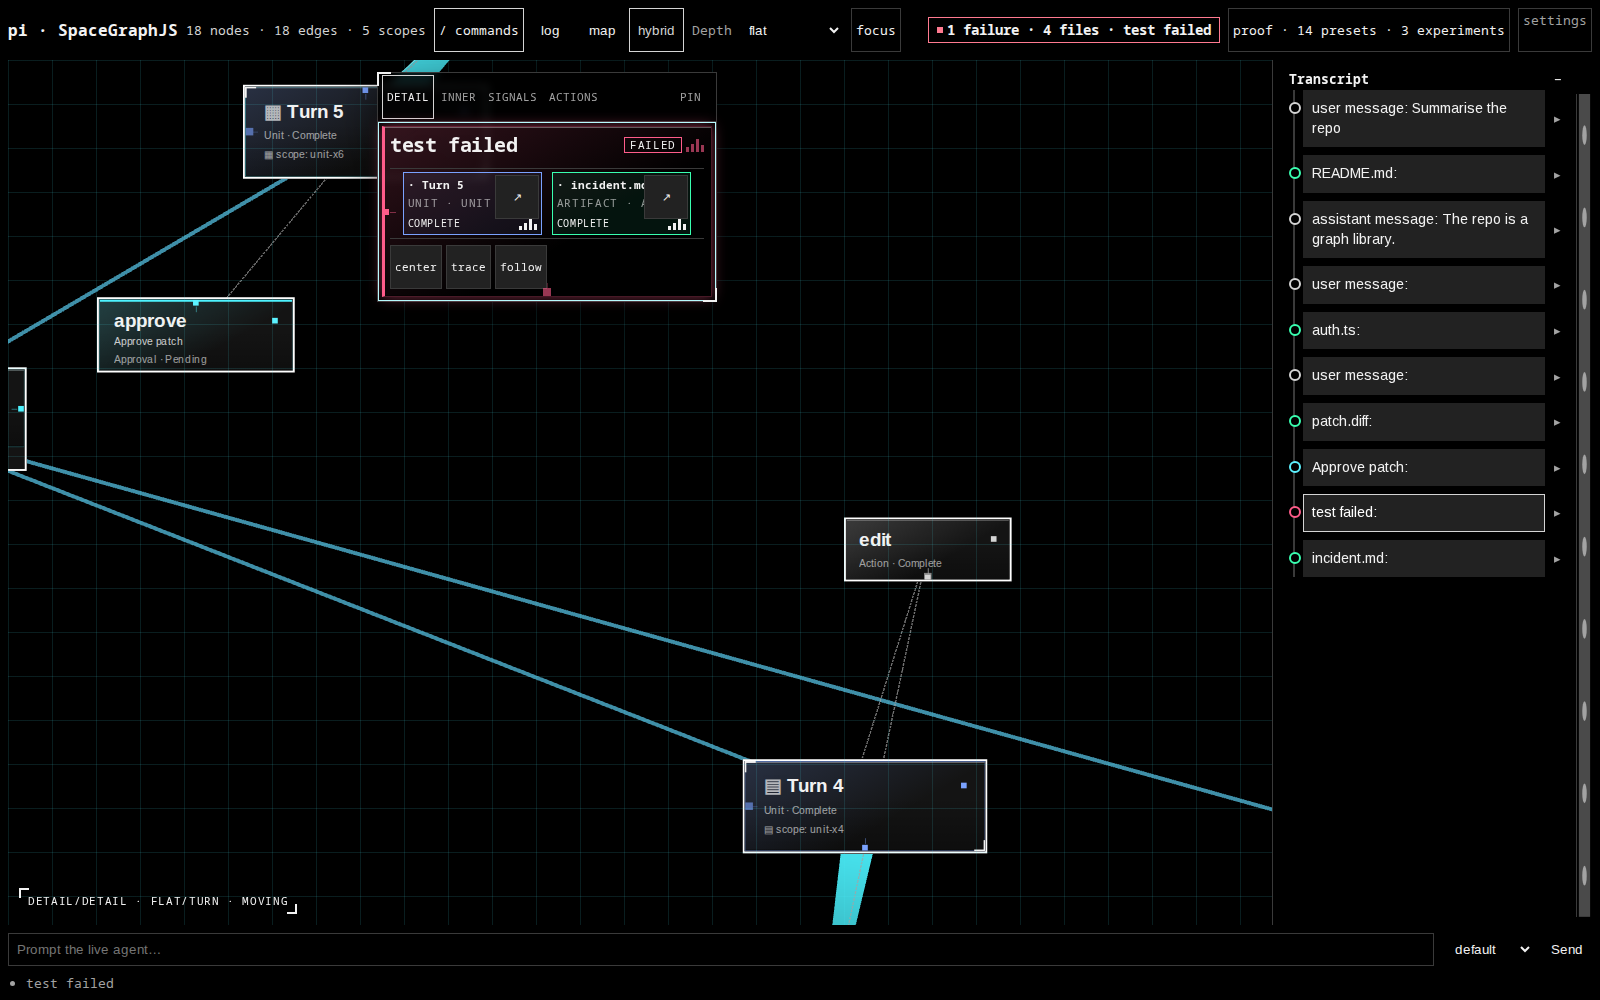 pi · SpaceGraphJS 18 nodes · 18 edges · 5 scopes / commands log map hybrid Depth flat focus 1 failure · 4 files · test failed proof · 14 presets · 3 experiments settings
Turn 5
Unit · Complete
scope: unit-x6
DETAIL INNER SIGNALS ACTIONS PIN
test failed FAILED
· Turn 5
UNIT · UNIT
COMPLETE
↗
· incident.md
ARTIFACT ·
COMPLETE
↗
center trace follow
approve
Approve patch
Approval · Pending
edit
Action · Complete
Turn 4
Unit · Complete
scope: unit-x4
DETAIL/DETAIL · FLAT/TURN · MOVING
Transcript –
user message: Summarise the
repo
README.md:
assistant message: The repo is a
graph library.
user message:
auth.ts:
user message:
patch.diff:
Approve patch:
test failed:
incident.md:
Prompt the live agent… default Send
test failed